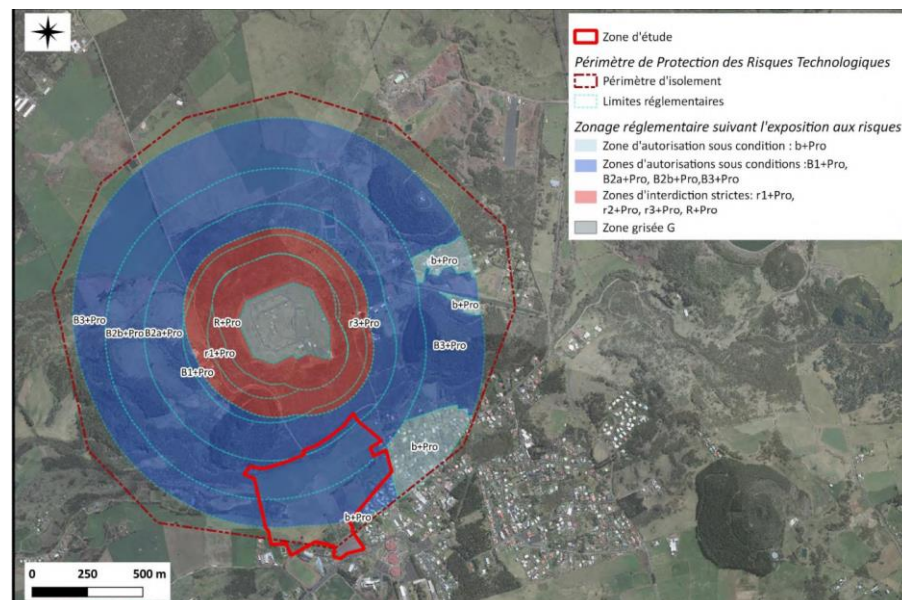 Zone d'étude
Périmètre de Protection des Risques Technologiques
Périmètre d'isolement
Limites réglementaires
Zonage réglementaire suivant l'exposition aux risques
Zone d'autorisation sous condition : b+Pro
Zones d'autorisations sous conditions :B1+Pro,
B2a+Pro, B2b+Pro,B3+Pro
Zones d'interdiction strictes: r1+Pro,
r2+Pro, r3+Pro, R+Pro
Zone grisée G
b+Pro
b+Pro
B3+Pro
B2b+Pro
B2a+Pro
R+Pro
r3+Pro
B3+Pro
r1+Pro
B1+Pro
b+Pro
b+Pro
0 250 500 m